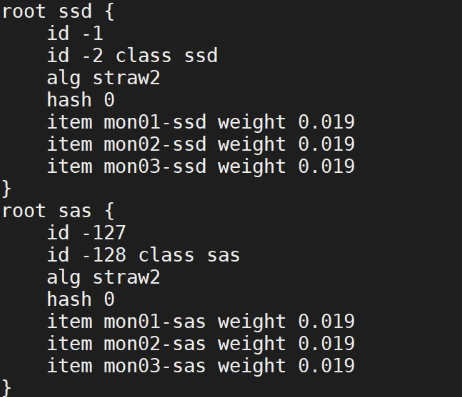 root ssd {
    id -1
    id -2 class ssd
    alg straw2
    hash 0
    item mon01-ssd weight 0.019
    item mon02-ssd weight 0.019
    item mon03-ssd weight 0.019
}
root sas {
    id -127
    id -128 class sas
    alg straw2
    hash 0
    item mon01-sas weight 0.019
    item mon02-sas weight 0.019
    item mon03-sas weight 0.019
}